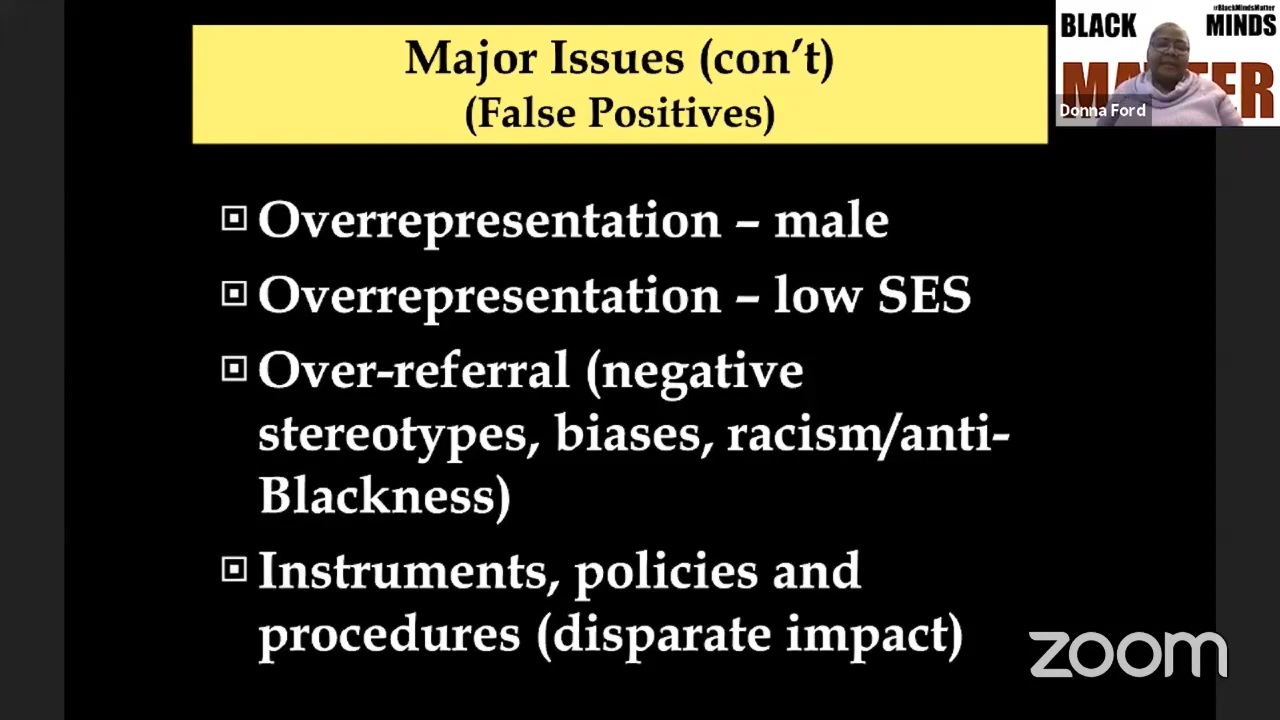 Major Issues (con’t)
(False Positives)
Overrepresentation – male
Overrepresentation – low SES
Over-referral (negative
stereotypes, biases, racism/anti-
Blackness)
Instruments, policies and
procedures (disparate impact)
#BlackMindsMatter
BLACK MINDS
Donna Ford
zoom